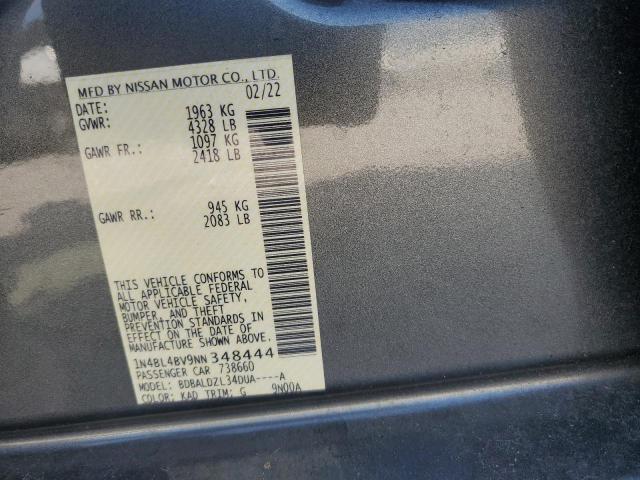 MFD BY NISSAN MOTOR CO., LTD.
DATE: 02/22
GVWR: 1963 KG
4328 LB
GAWR FR.: 1097 KG
2418 LB
GAWR RR.: 945 KG
2083 LB
THIS VEHICLE CONFORMS TO
ALL APPLICABLE FEDERAL
MOTOR VEHICLE SAFETY,
BUMPER, AND THEFT
PREVENTION STANDARDS IN
EFFECT ON THE DATE OF
MANUFACTURE SHOWN ABOVE.
1N4BL4BV9NN 348444
PASSENGER CAR 738660
MODEL: BDBALDZL34DUA----A
COLOR: KAD TRIM: G 9N00A